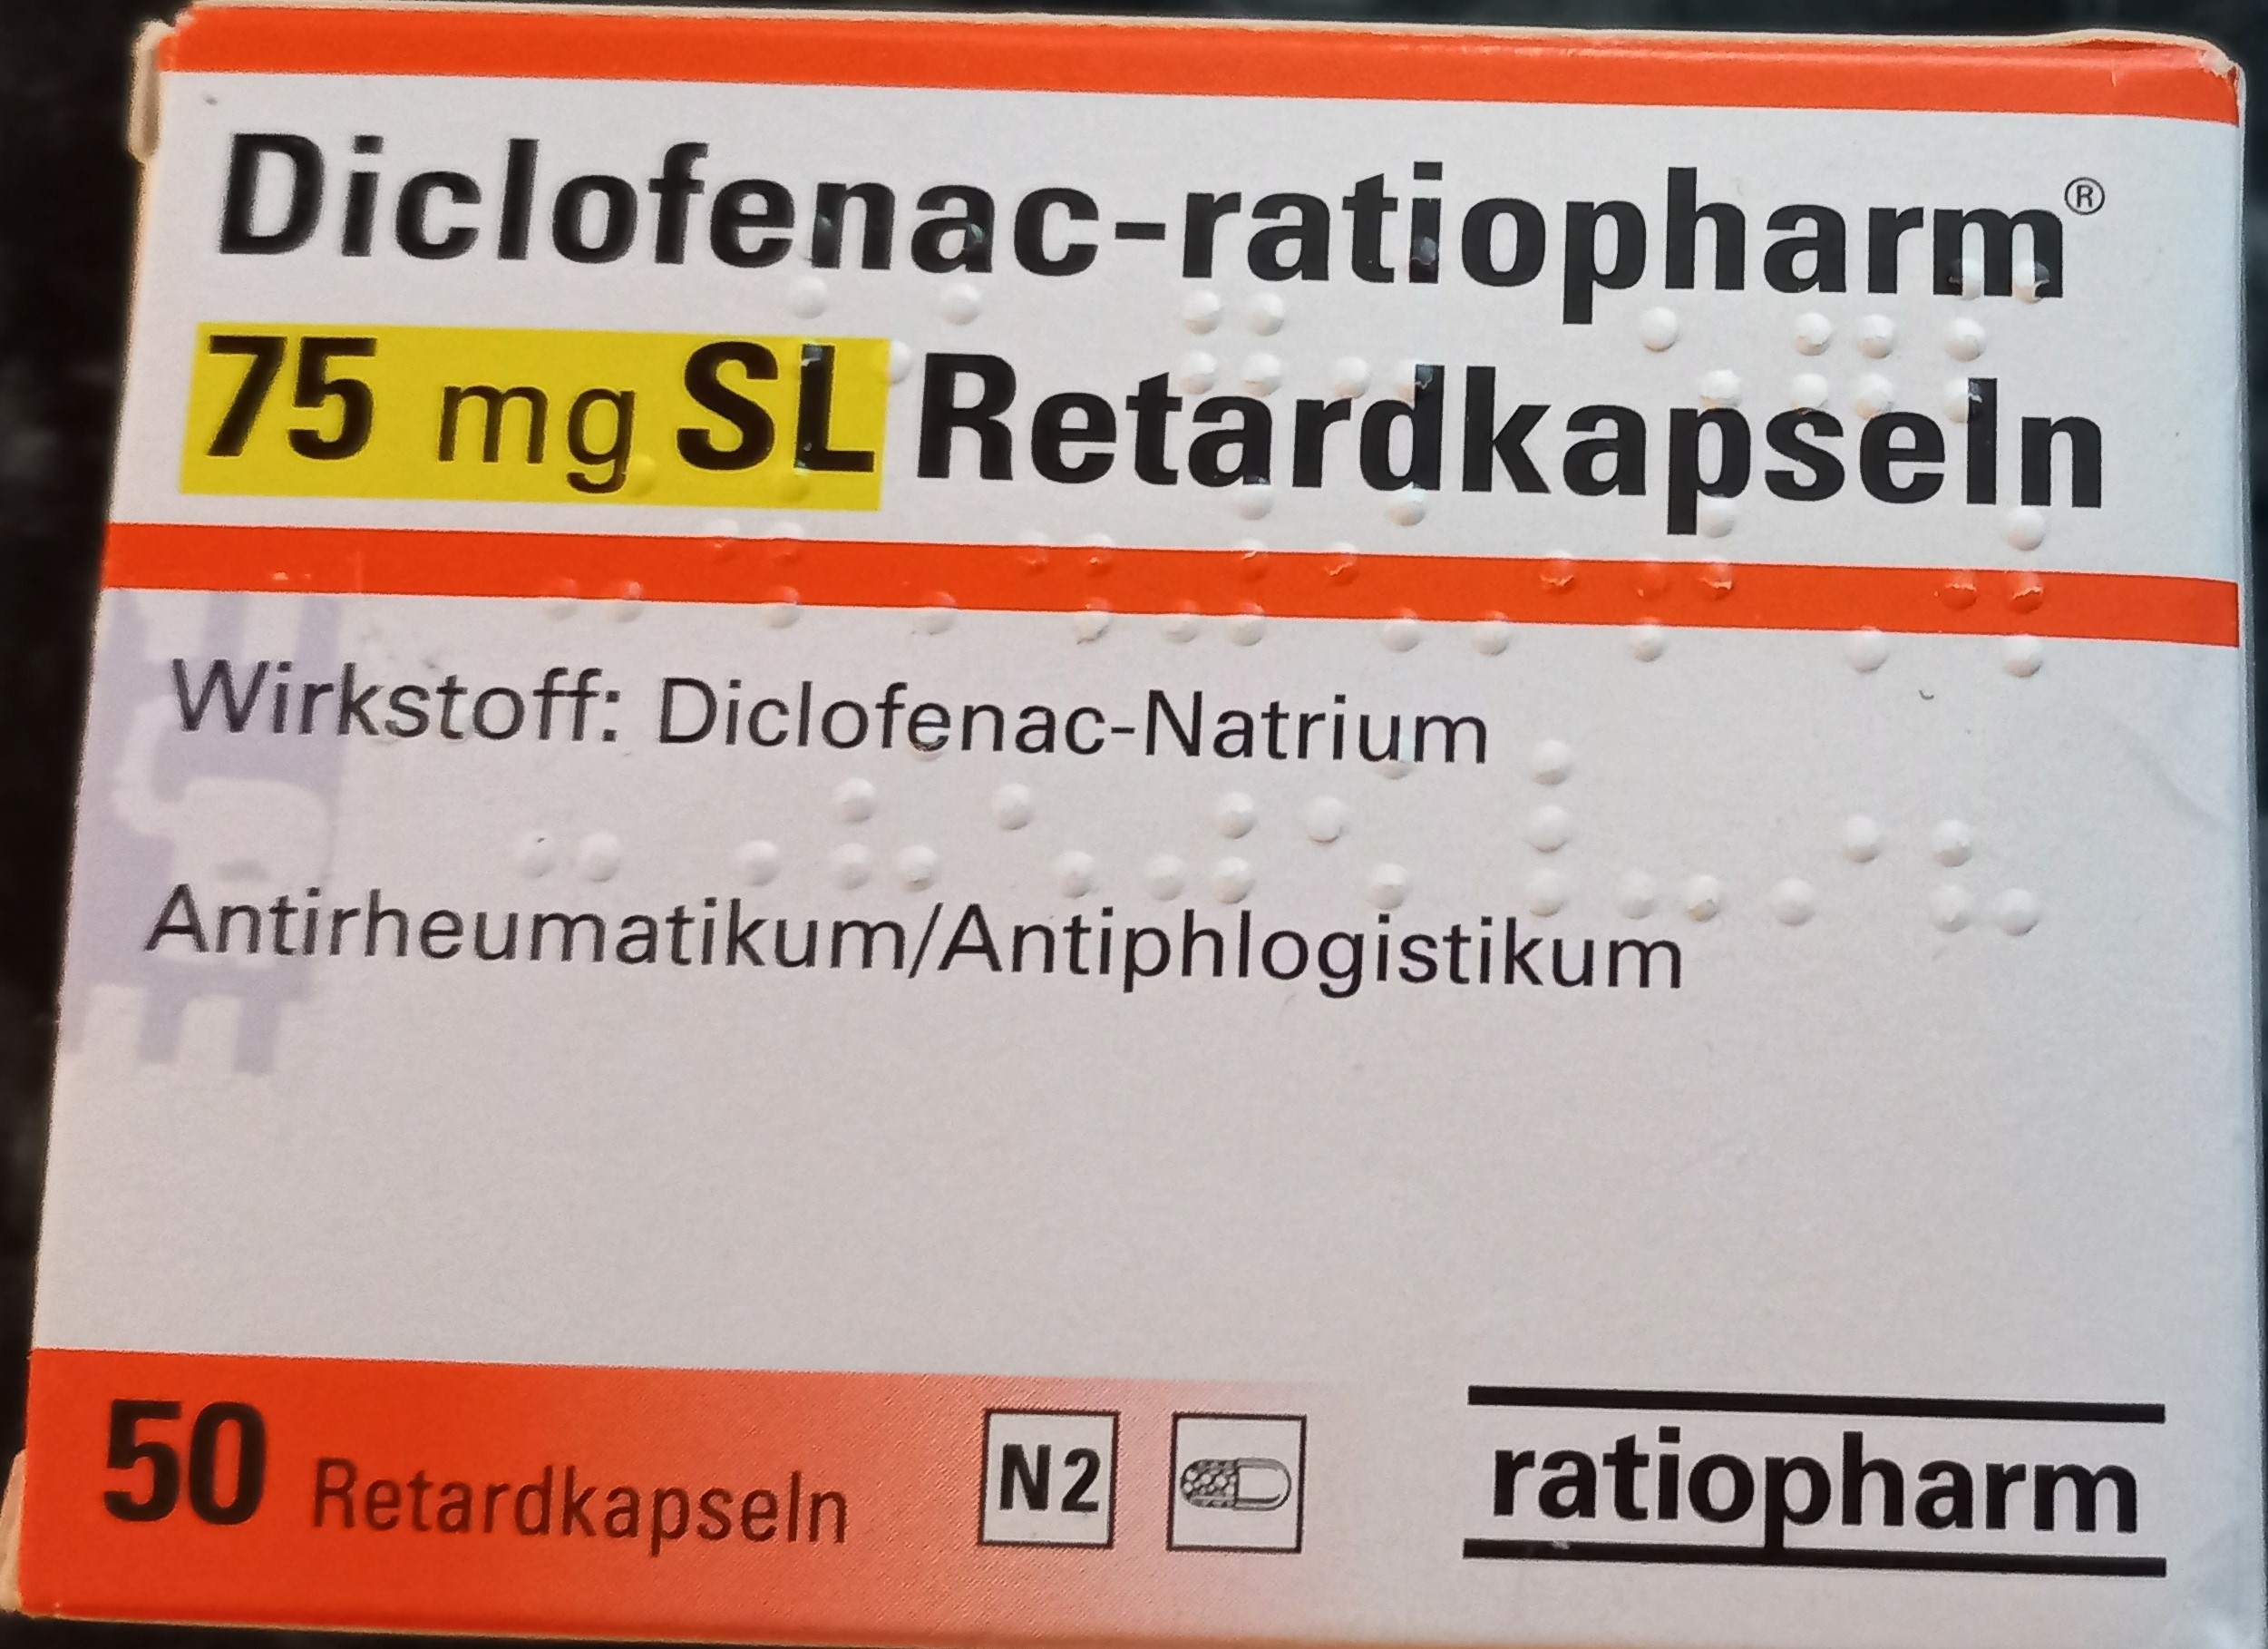 Diclofenac-ratiopharm®
75 mg SL Retardkapseln
Wirkstoff: Diclofenac-Natrium
Antirheumatikum/Antiphlogistikum
50 Retardkapseln
N2
ratiopharm